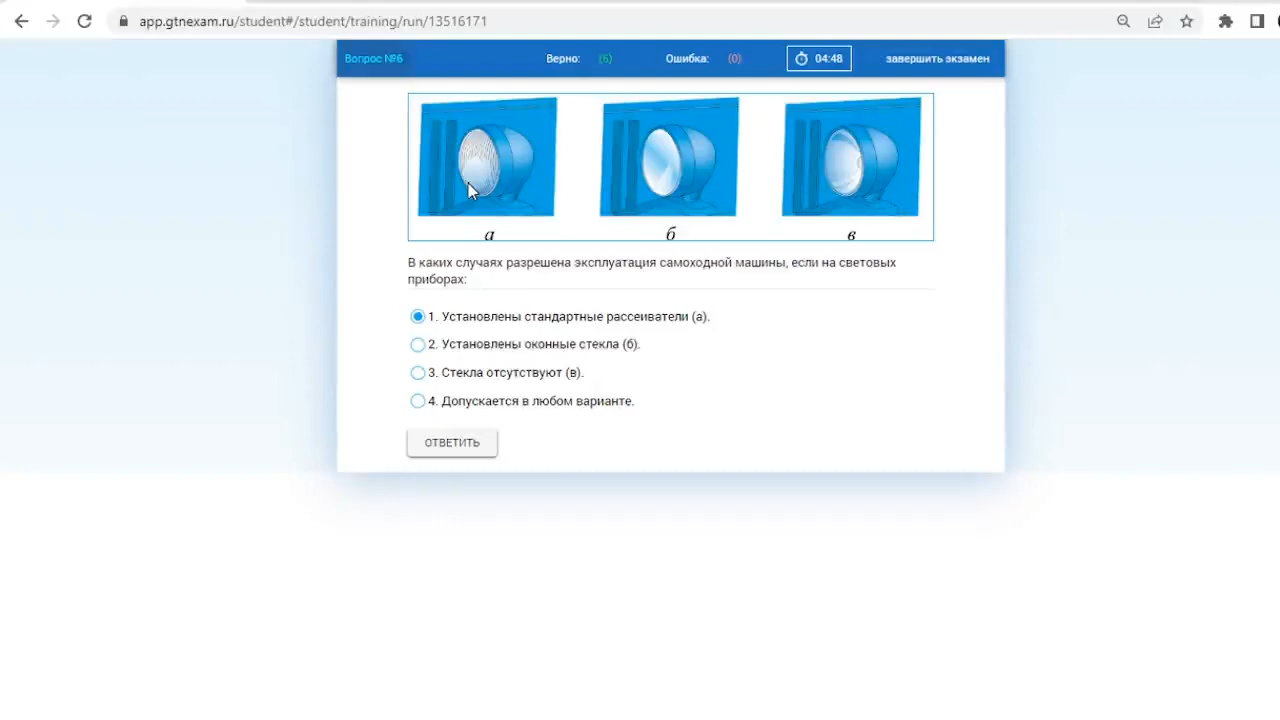 app.gtnexam.ru/student#/student/training/run/13516171
Вопрос №6 Верно: (5) Ошибка: (0) 04:48 завершить экзамен
а б в
В каких случаях разрешена эксплуатация самоходной машины, если на световых
приборах:
1. Установлены стандартные рассеиватели (а).
2. Установлены оконные стекла (б).
3. Стекла отсутствуют (в).
4. Допускается в любом варианте.
ОТВЕТИТЬ